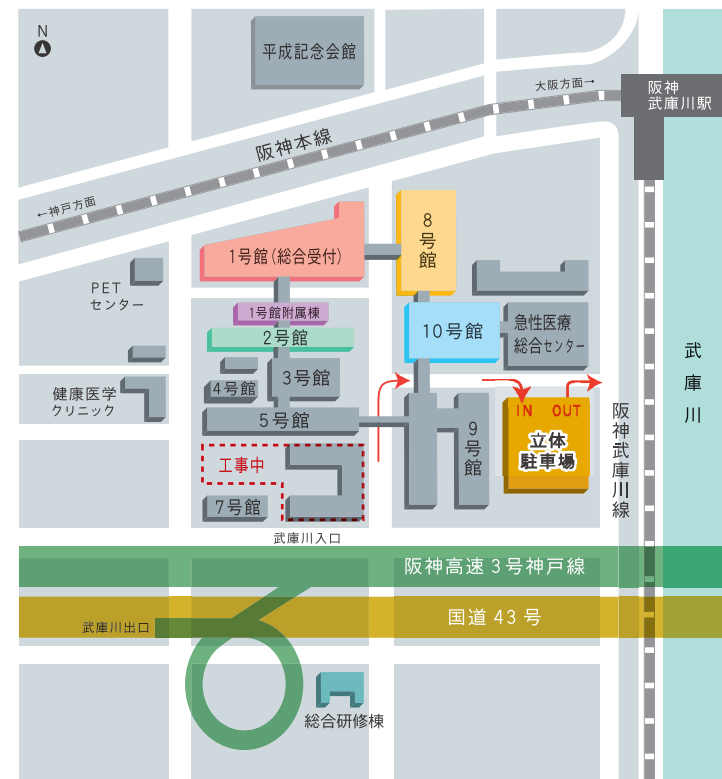 N
平成記念会館
大阪方面→
阪神
武庫川駅
阪神本線
←神戸方面
8号館
1号館(総合受付)
PET
センター
1号館附属棟
2号館
10号館
急性医療
総合センター
武庫川
3号館
4号館
健康医学
クリニック
5号館
IN OUT
立体
駐車場
9号館
阪神武庫川線
工事中
7号館
武庫川入口
阪神高速3号神戸線
国道43号
武庫川出口
総合研修棟